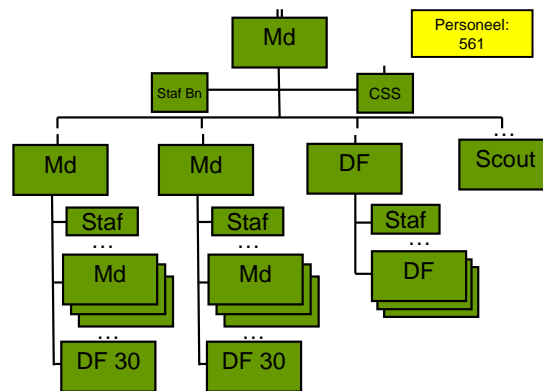 Md
Personeel:
561
Staf Bn
CSS
...
Md
Md
DF
Scout
Staf
Staf
Staf
...
...
...
Md
Md
DF
...
...
DF 30
DF 30